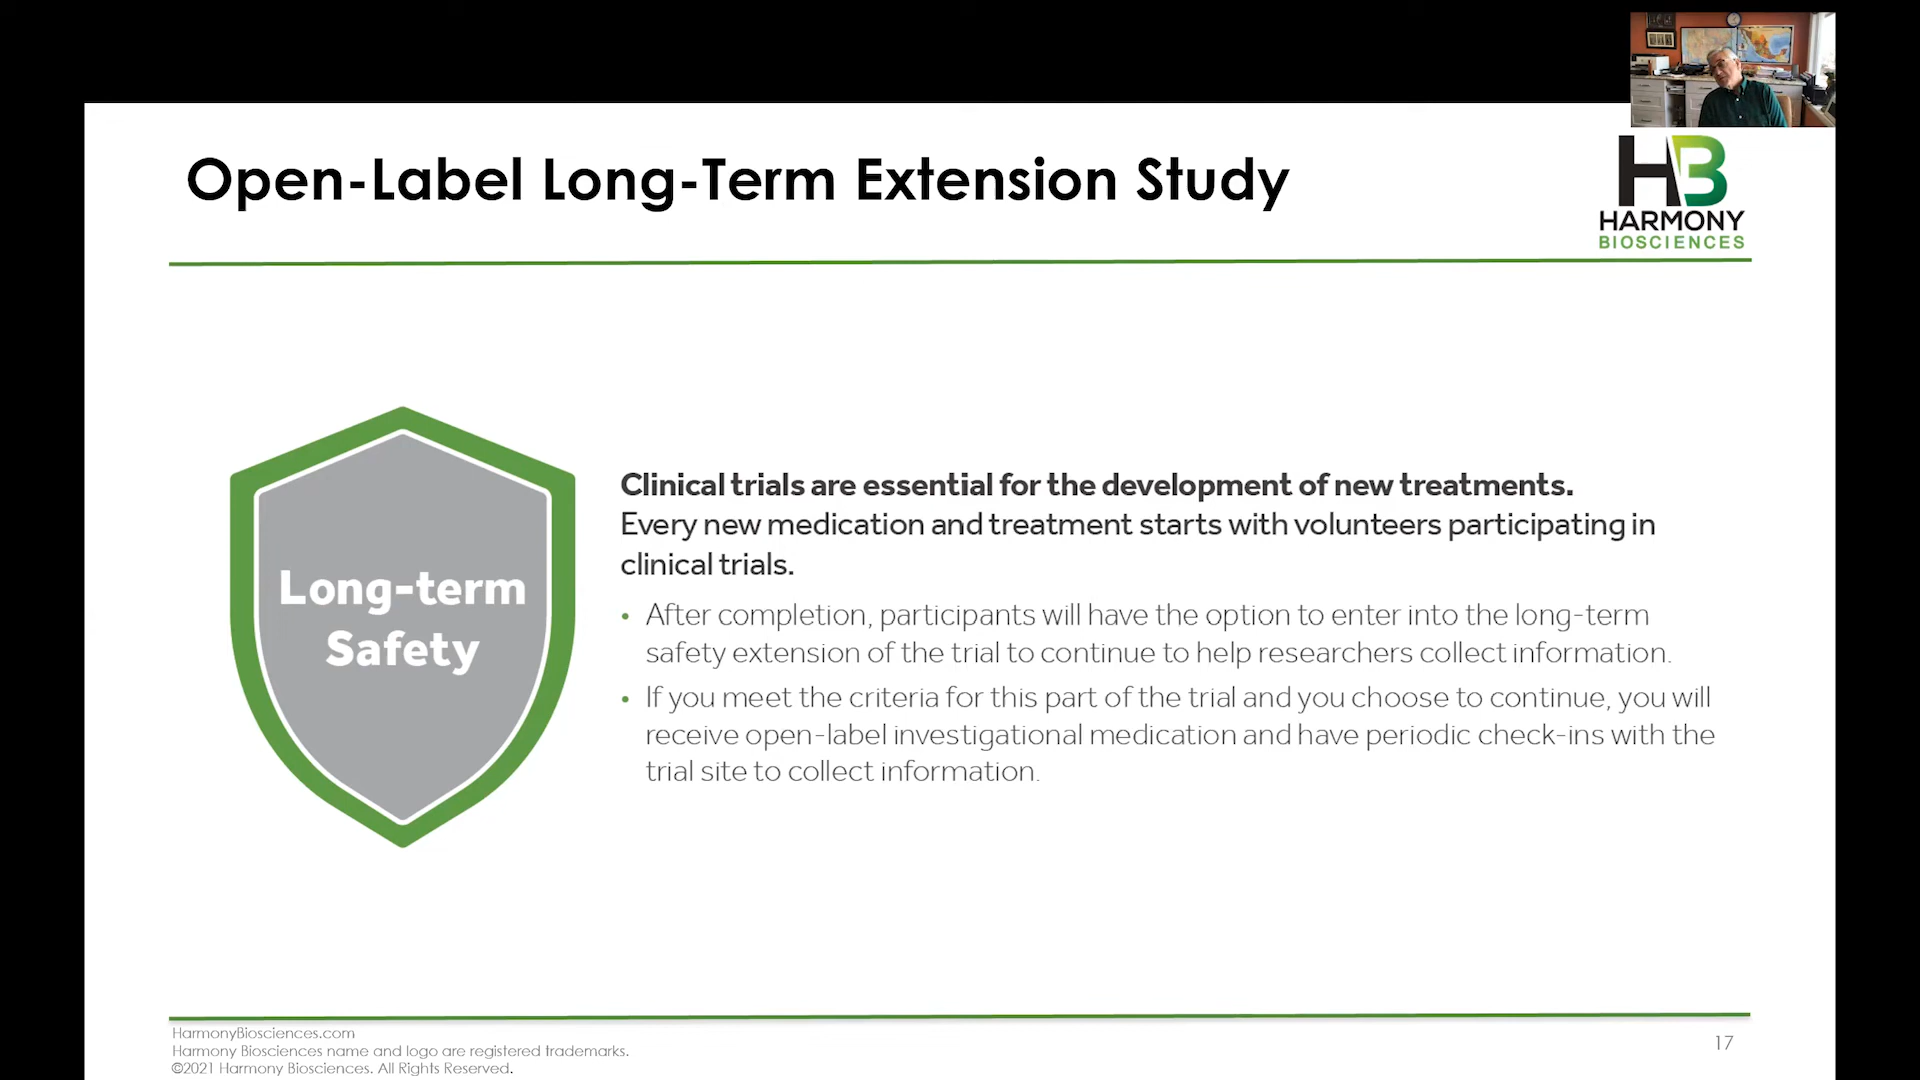 Open-Label Long-Term Extension Study
HB
HARMONY
BIOSCIENCES
Long-term
Safety
Clinical trials are essential for the development of new treatments.
Every new medication and treatment starts with volunteers participating in
clinical trials.
• After completion, participants will have the option to enter into the long-term
safety extension of the trial to continue to help researchers collect information.
• If you meet the criteria for this part of the trial and you choose to continue, you will
receive open-label investigational medication and have periodic check-ins with the
trial site to collect information.
HarmonyBiosciences.com
Harmony Biosciences name and logo are registered trademarks.
©2021 Harmony Biosciences. All Rights Reserved.
17